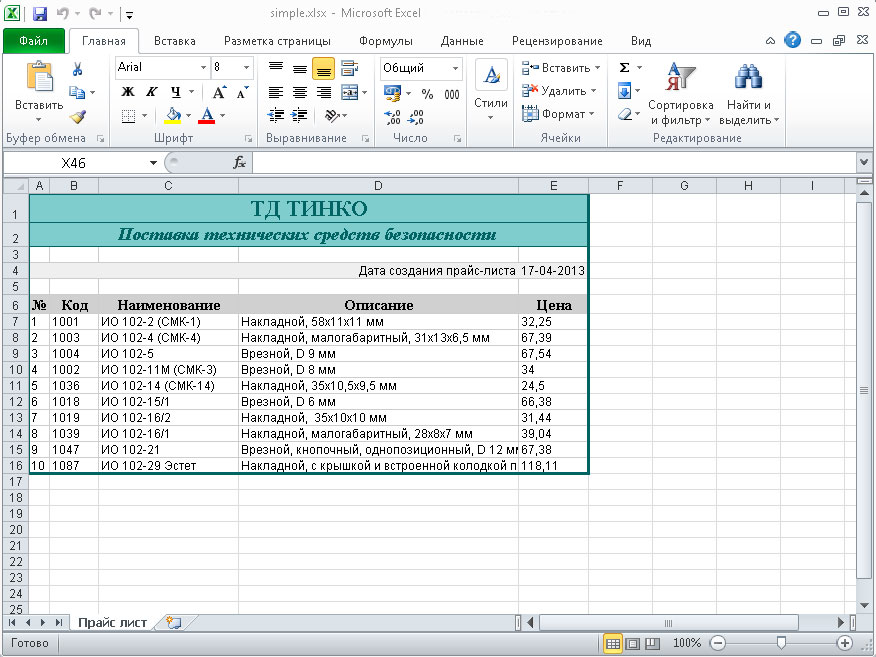 simple.xlsx - Microsoft Excel
Файл Главная Вставка Разметка страницы Формулы Данные Рецензирование Вид
Вставить
Буфер обмена
Arial 8
Ж К Ч А А
А
Шрифт
Выравнивание
Общий
% 000
,00 ,0
Число
А
Стили
Вставить
Удалить
Формат
Ячейки
Σ
Сортировка и фильтр
Найти и выделить
Редактирование
X46 fx
A B C D E F G H I
1 ТД ТИНКО
2 Поставка технических средств безопасности
3
4 Дата создания прайс-листа 17-04-2013
5
6 № Код Наименование Описание Цена
7 1 1001 ИО 102-2 (СМК-1) Накладной, 58х11х11 мм 32,25
8 2 1003 ИО 102-4 (СМК-4) Накладной, малогабаритный, 31х13х6,5 мм 67,39
9 3 1004 ИО 102-5 Врезной, D 9 мм 67,54
10 4 1002 ИО 102-11М (СМК-3) Врезной, D 8 мм 34
11 5 1036 ИО 102-14 (СМК-14) Накладной, 35х10,5х9,5 мм 24,5
12 6 1018 ИО 102-15/1 Врезной, D 6 мм 66,38
13 7 1019 ИО 102-16/2 Накладной, 35х10х10 мм 31,44
14 8 1039 ИО 102-16/1 Накладной, малогабаритный, 28х8х7 мм 39,04
15 9 1047 ИО 102-21 Врезной, кнопочный, однопозиционный, D 12 мм 67,38
16 10 1087 ИО 102-29 Эстет Накладной, с крышкой и встроенной колодкой п 118,11
17
18
19
20
21
22
23
24
25
Прайс лист
Готово 100%